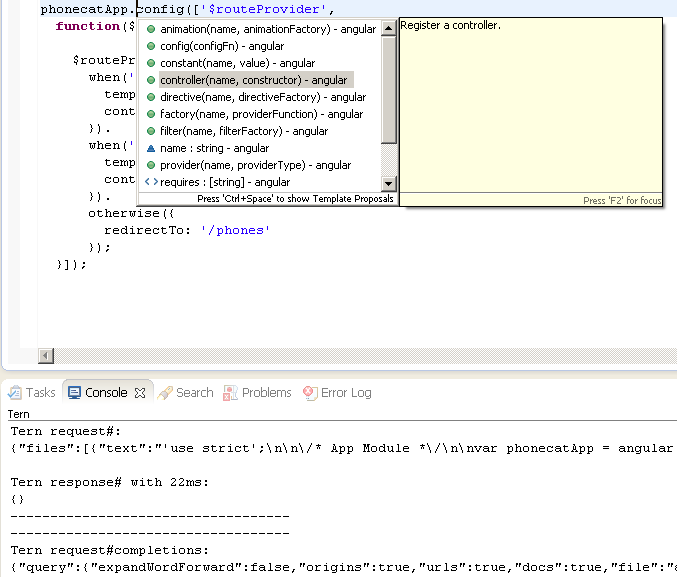 phonecatApp.config(['$routeProvider',
function($
animation(name, animationFactory) - angular
config(configFn) - angular
$routePr
constant(name, value) - angular
when('
controller(name, constructor) - angular
temp
directive(name, directiveFactory) - angular
cont
factory(name, providerFunction) - angular
}).
filter(name, filterFactory) - angular
when('
name : string - angular
temp
provider(name, providerType) - angular
cont
requires : [string] - angular
}).
Press 'Ctrl+Space' to show Template Proposals
Register a controller.
Press 'F2' for focus
otherwise({
redirectTo: '/phones'
});
}]);
Tasks Console Search Problems Error Log
Tern
Tern request#:
{"files":[{"text":"'use strict';\n\n\/* App Module *\/\n\nvar phonecatApp = angular
Tern response# with 22ms:
{}
-----------------------------------
-----------------------------------
Tern request#completions:
{"query":{"expandWordForward":false,"origins":true,"urls":true,"docs":true,"file":"a